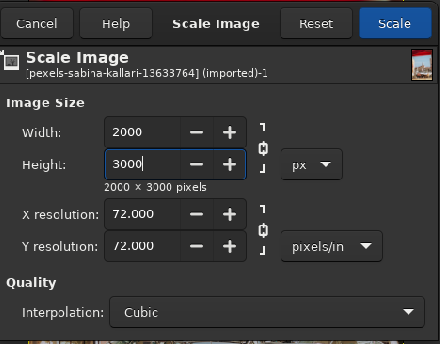 Cancel Help Scale Image Reset Scale
Scale Image
[pexels-sabina-kallari-13633764] (imported)-1
Image Size
Width: 2000 − +
Height: 3000 − + px
2000 × 3000 pixels
X resolution: 72.000 − +
Y resolution: 72.000 − + pixels/in
Quality
Interpolation: Cubic